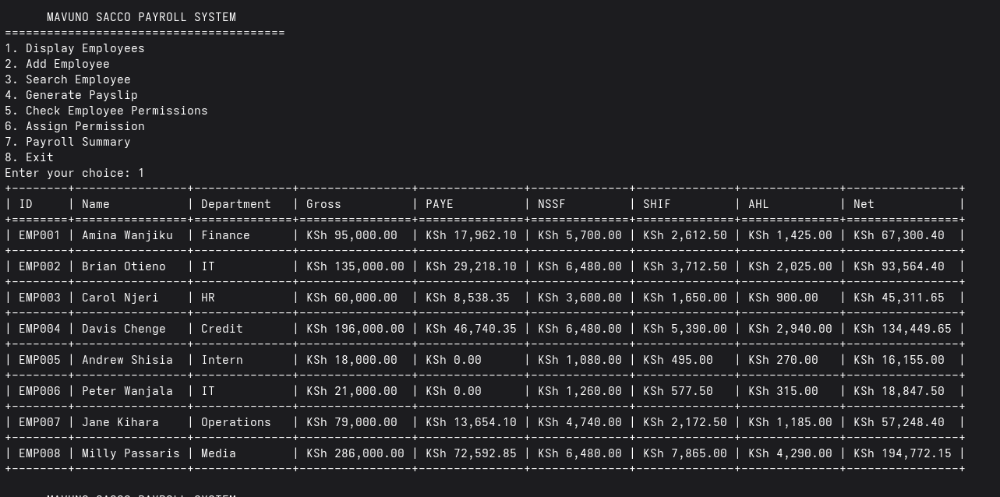 MAVUNO SACCO PAYROLL SYSTEM
========================================
1. Display Employees
2. Add Employee
3. Search Employee
4. Generate Payslip
5. Check Employee Permissions
6. Assign Permission
7. Payroll Summary
8. Exit
Enter your choice: 1
+--------+----------------+--------------+----------------+---------------+--------------+--------------+--------------+----------------+
| ID     | Name           | Department   | Gross          | PAYE          | NSSF         | SHIF         | AHL          | Net            |
+========+================+==============+================+===============+==============+==============+==============+================+
| EMP001 | Amina Wanjiku  | Finance      | KSh 95,000.00  | KSh 17,962.10 | KSh 5,700.00 | KSh 2,612.50 | KSh 1,425.00 | KSh 67,300.40  |
+--------+----------------+--------------+----------------+---------------+--------------+--------------+--------------+----------------+
| EMP002 | Brian Otieno   | IT           | KSh 135,000.00 | KSh 29,218.10 | KSh 6,480.00 | KSh 3,712.50 | KSh 2,025.00 | KSh 93,564.40  |
+--------+----------------+--------------+----------------+---------------+--------------+--------------+--------------+----------------+
| EMP003 | Carol Njeri    | HR           | KSh 60,000.00  | KSh 8,538.35  | KSh 3,600.00 | KSh 1,650.00 | KSh 900.00   | KSh 45,311.65  |
+--------+----------------+--------------+----------------+---------------+--------------+--------------+--------------+----------------+
| EMP004 | Davis Chenge   | Credit       | KSh 196,000.00 | KSh 46,740.35 | KSh 6,480.00 | KSh 5,390.00 | KSh 2,940.00 | KSh 134,449.65 |
+--------+----------------+--------------+----------------+---------------+--------------+--------------+--------------+----------------+
| EMP005 | Andrew Shisia  | Intern       | KSh 18,000.00  | KSh 0.00      | KSh 1,080.00 | KSh 495.00   | KSh 270.00   | KSh 16,155.00  |
+--------+----------------+--------------+----------------+---------------+--------------+--------------+--------------+----------------+
| EMP006 | Peter Wanjala  | IT           | KSh 21,000.00  | KSh 0.00      | KSh 1,260.00 | KSh 577.50   | KSh 315.00   | KSh 18,847.50  |
+--------+----------------+--------------+----------------+---------------+--------------+--------------+--------------+----------------+
| EMP007 | Jane Kihara    | Operations   | KSh 79,000.00  | KSh 13,654.10 | KSh 4,740.00 | KSh 2,172.50 | KSh 1,185.00 | KSh 57,248.40  |
+--------+----------------+--------------+----------------+---------------+--------------+--------------+--------------+----------------+
| EMP008 | Milly Passaris | Media        | KSh 286,000.00 | KSh 72,592.85 | KSh 6,480.00 | KSh 7,865.00 | KSh 4,290.00 | KSh 194,772.15 |
+--------+----------------+--------------+----------------+---------------+--------------+--------------+--------------+----------------+
MAVUNO SACCO PAYROLL SYSTEM